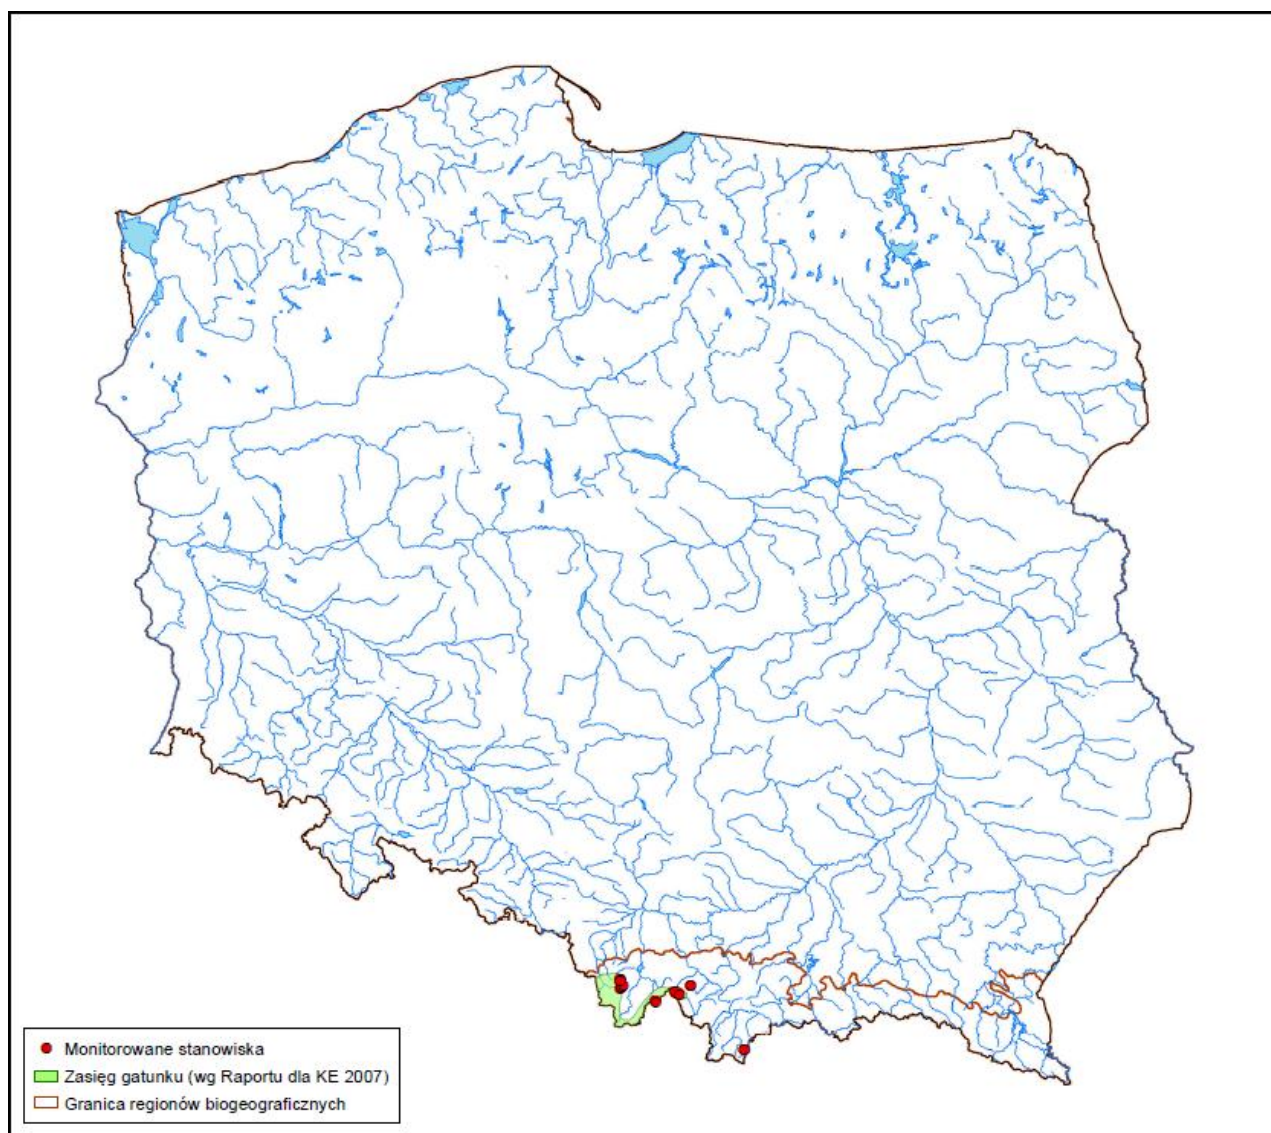 Monitorowane stanowiska
Zasięg gatunku (wg Raportu dla KE 2007)
Granica regionów biogeograficznych